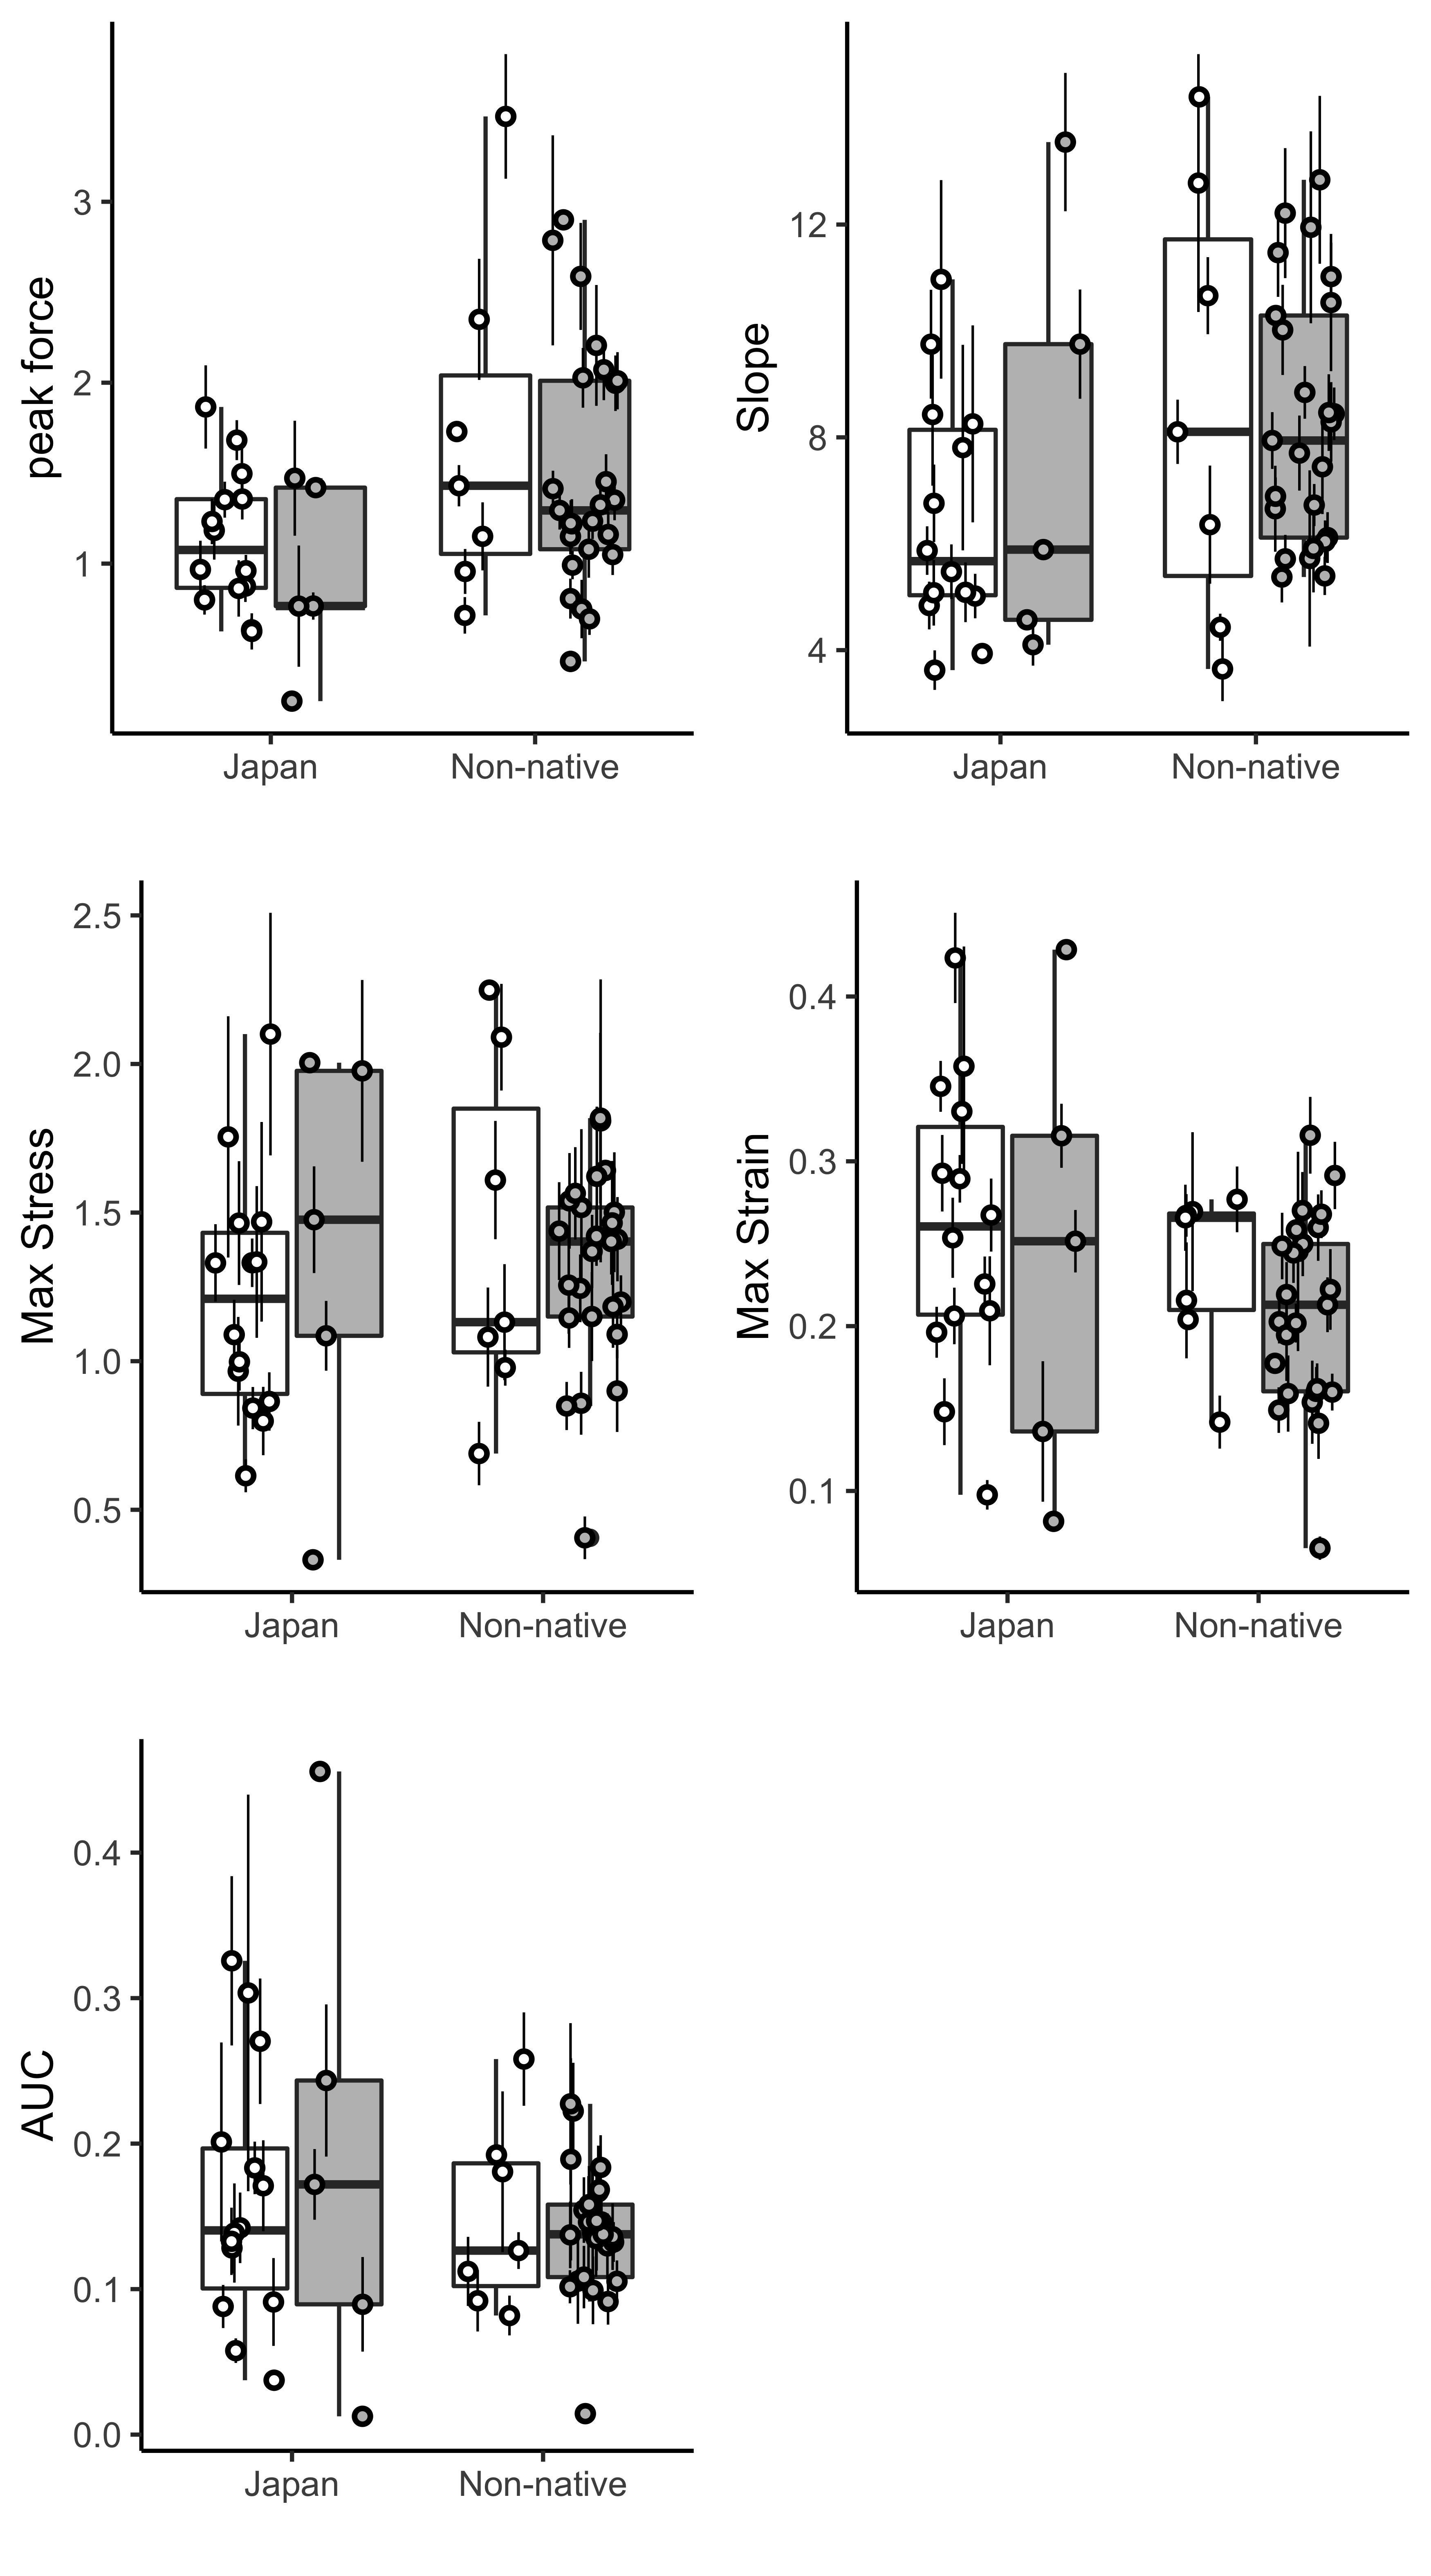 peak force
3
2
1
Japan
Non-native
Slope
12
8
4
Japan
Non-native
Max Stress
2.5
2.0
1.5
1.0
0.5
Japan
Non-native
Max Strain
0.4
0.3
0.2
0.1
Japan
Non-native
AUC
0.4
0.3
0.2
0.1
0.0
Japan
Non-native